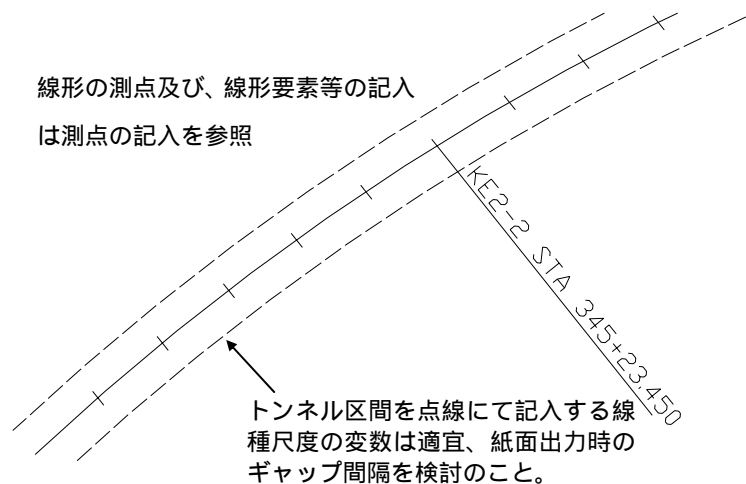 線形の測点及び、線形要素等の記入
は測点の記入を参照
KE2-2 STA 345+23.450
トンネル区間を点線にて記入する線
種尺度の変数は適宜、紙面出力時の
ギャップ間隔を検討のこと。